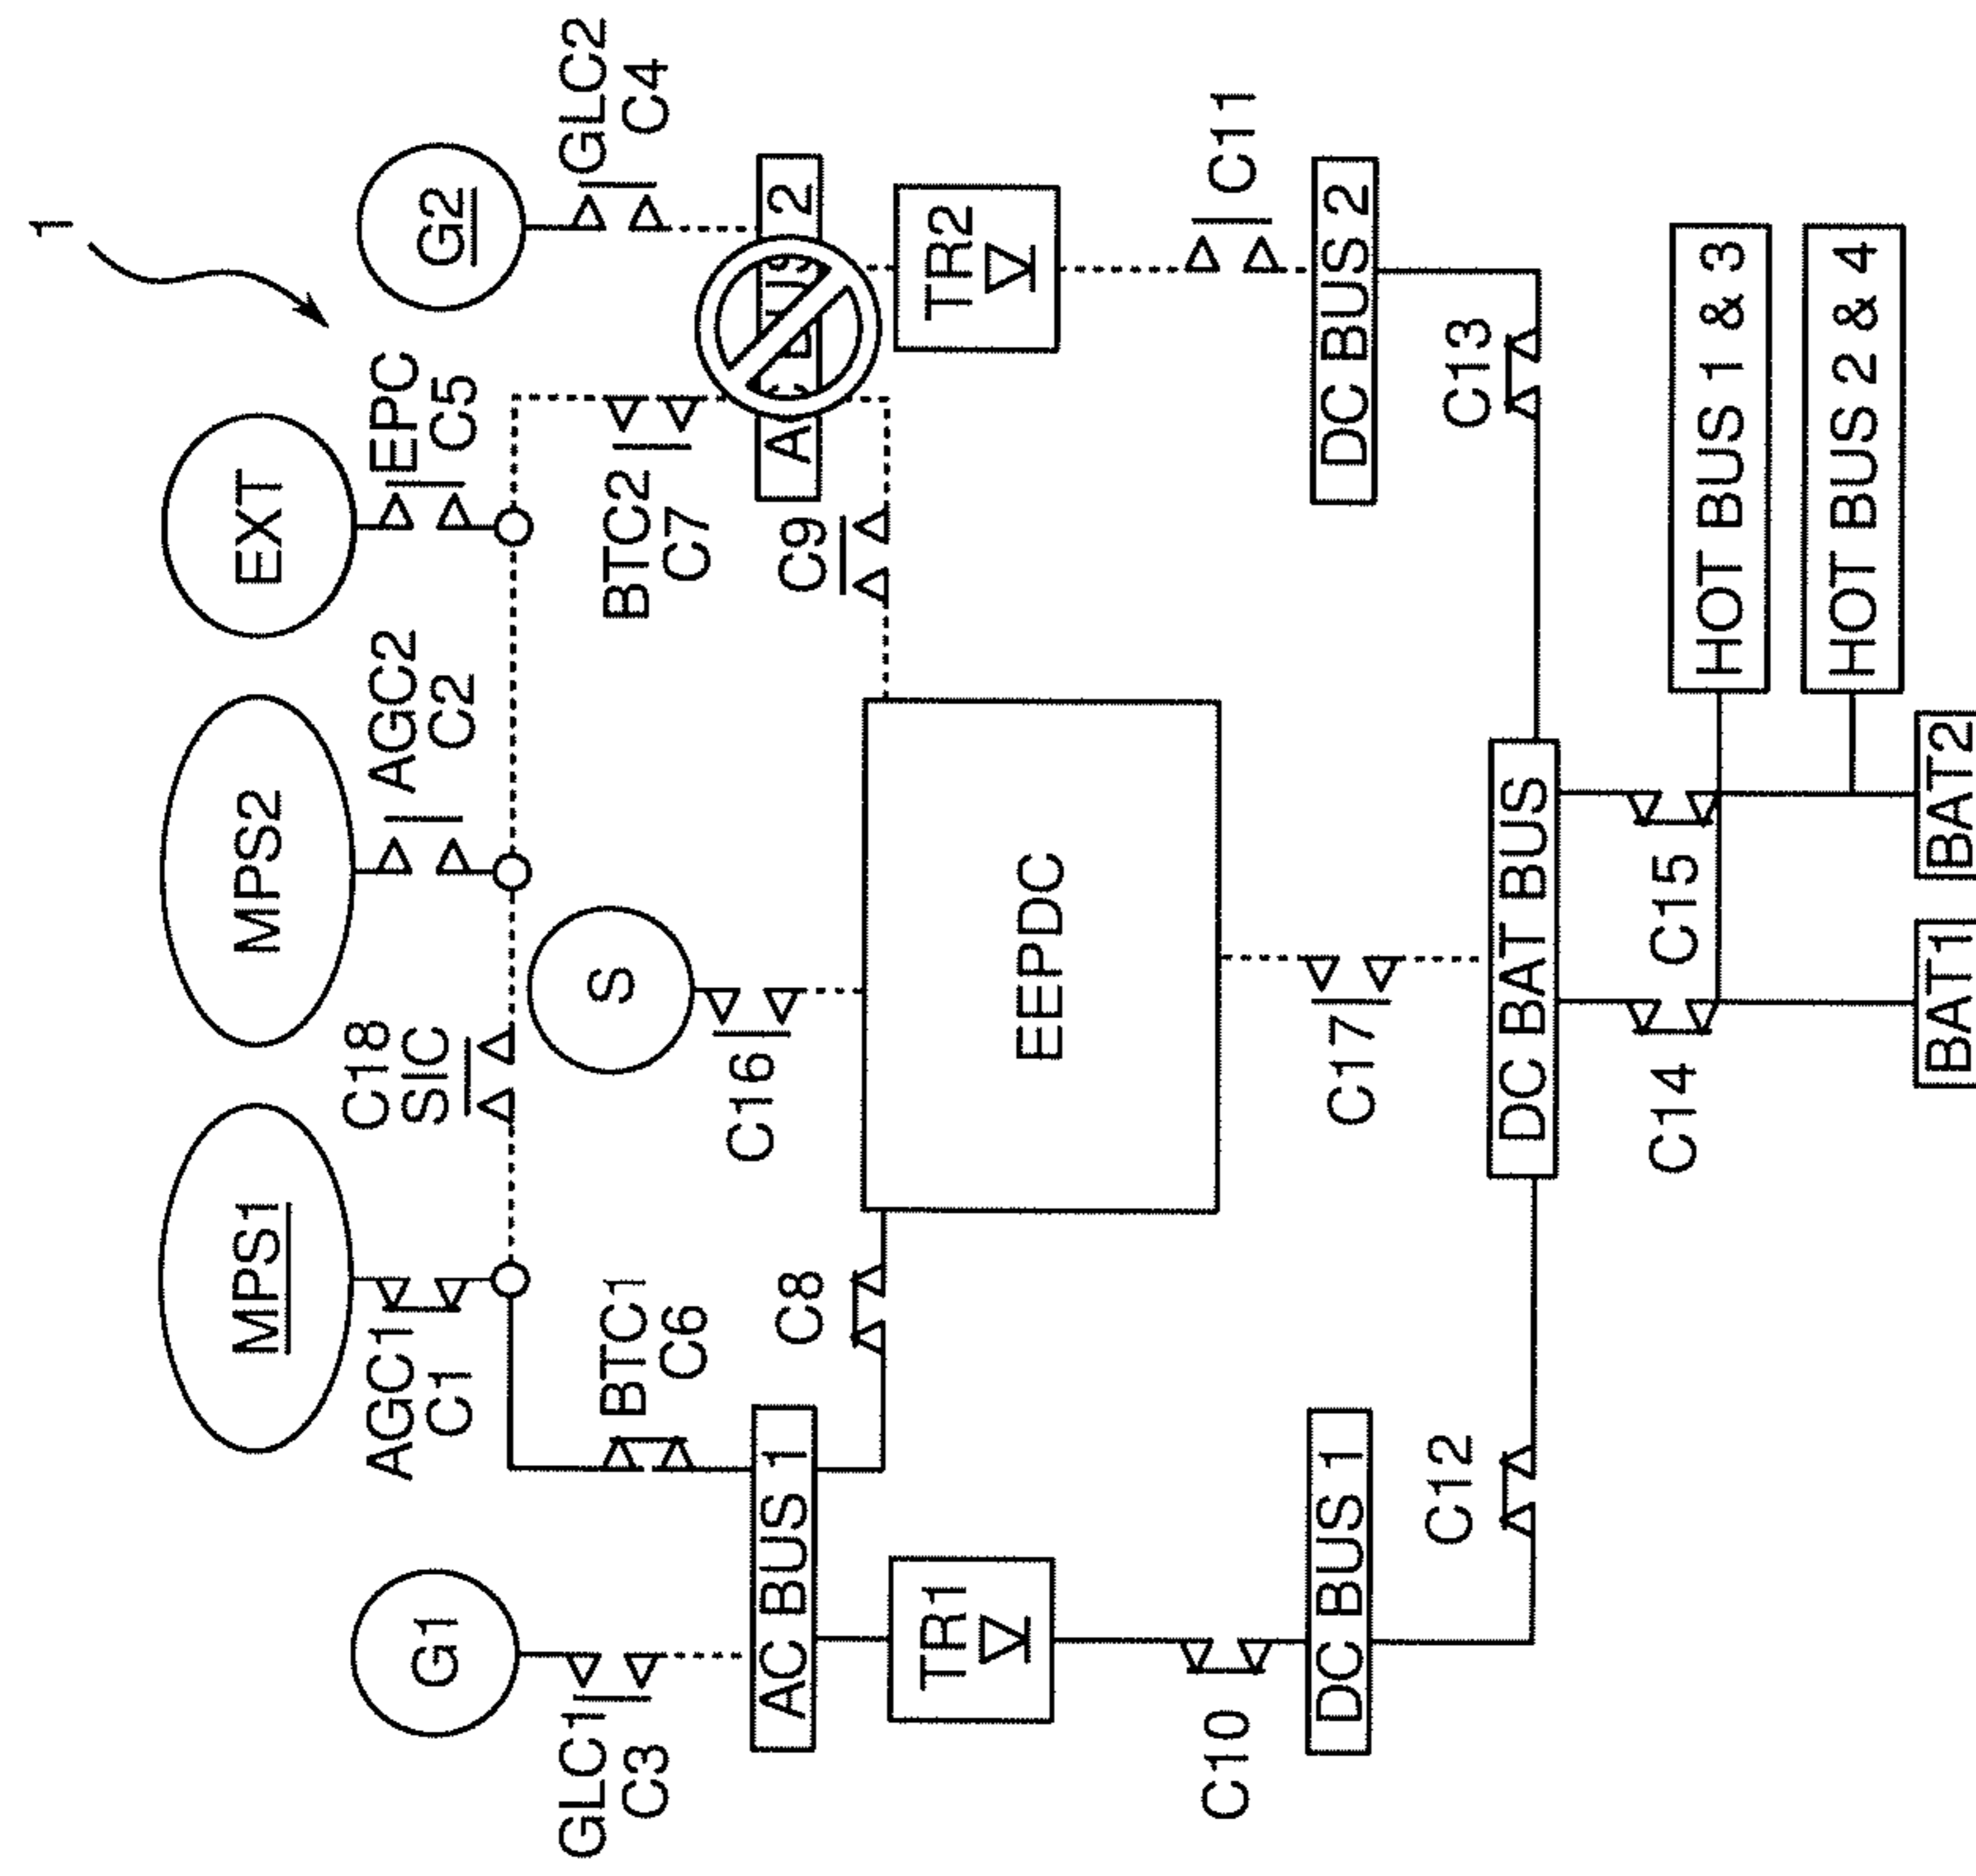 1
MPS1
MPS2
EXT
AGC1
C1
C18
SIC
AGC2
C2
EPC
C5
G1
G2
GLC1
C3
BTC1
C6
S
BTC2
C7
GLC2
C4
C16
AC BUS 1
C8
C9
AC BUS 2
TR1
TR2
EEPDC
C10
C17
C11
DC BUS 1
DC BUS 2
C12
C13
DC BAT BUS
C14
C15
HOT BUS 1 & 3
HOT BUS 2 & 4
BAT1
BAT2